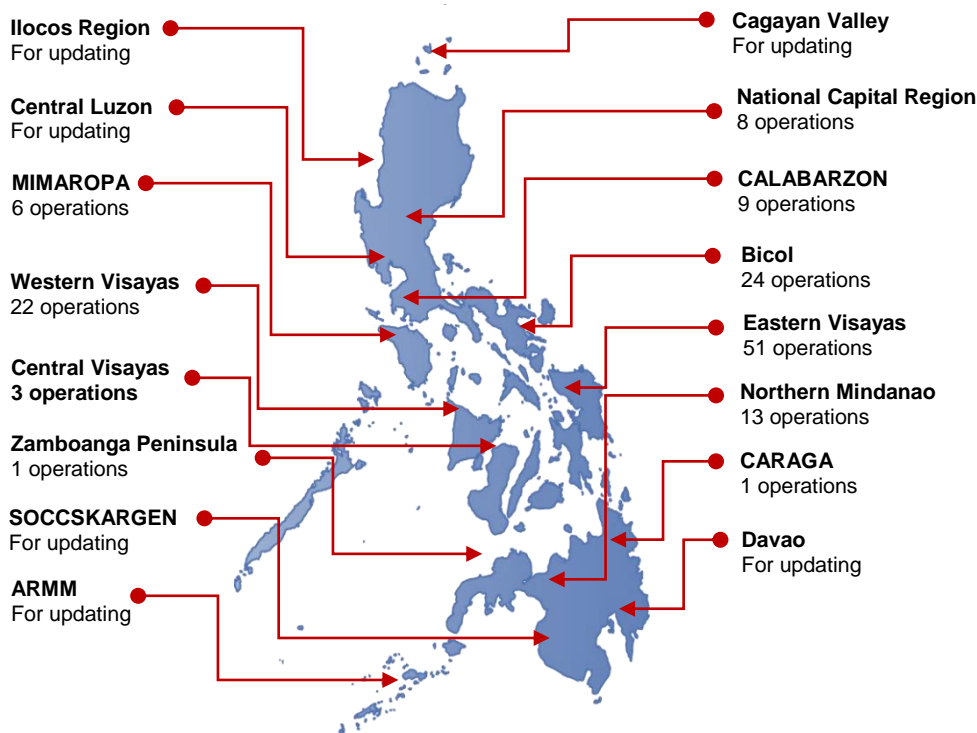 Ilocos Region
For updating
Central Luzon
For updating
MIMAROPA
6 operations
Western Visayas
22 operations
Central Visayas
3 operations
Zamboanga Peninsula
1 operations
SOCCSKARGEN
For updating
ARMM
For updating
Cagayan Valley
For updating
National Capital Region
8 operations
CALABARZON
9 operations
Bicol
24 operations
Eastern Visayas
51 operations
Northern Mindanao
13 operations
CARAGA
1 operations
Davao
For updating